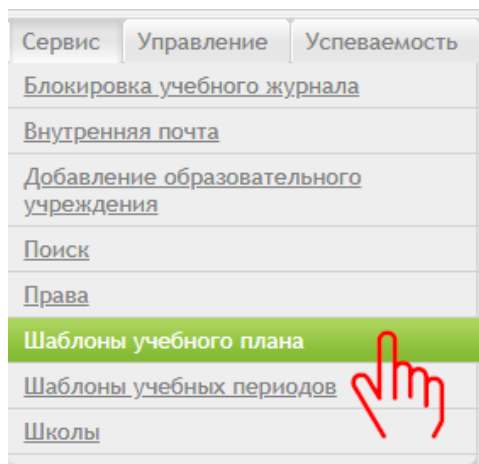 Сервис Управление Успеваемость
Блокировка учебного журнала
Внутренняя почта
Добавление образовательного
учреждения
Поиск
Права
Шаблоны учебного плана
Шаблоны учебных периодов
Школы